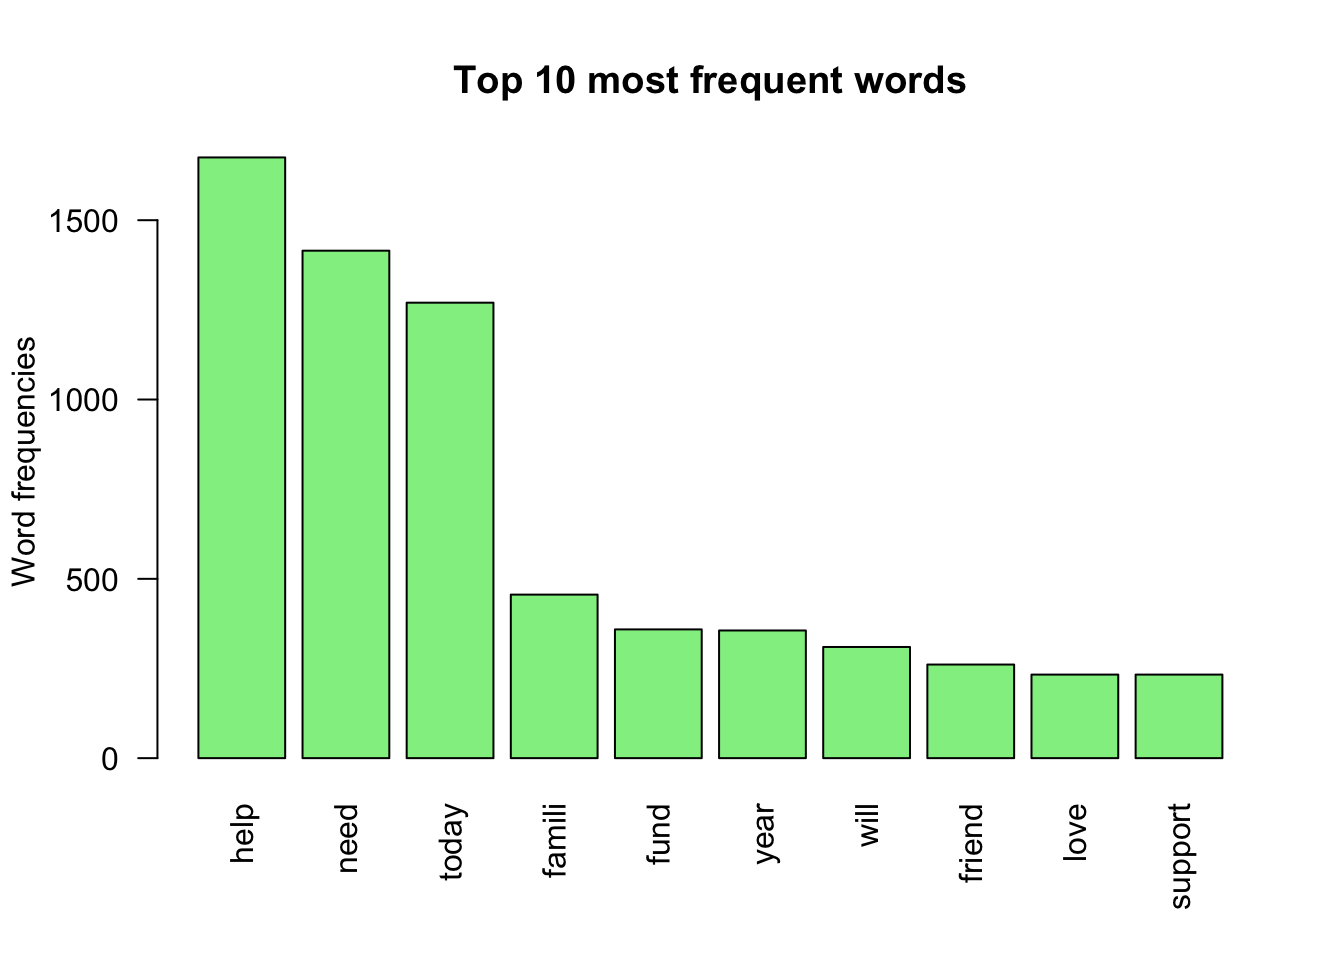 Top 10 most frequent words
Word frequencies
1500
1000
500
0
help
need
today
famili
fund
year
will
friend
love
support